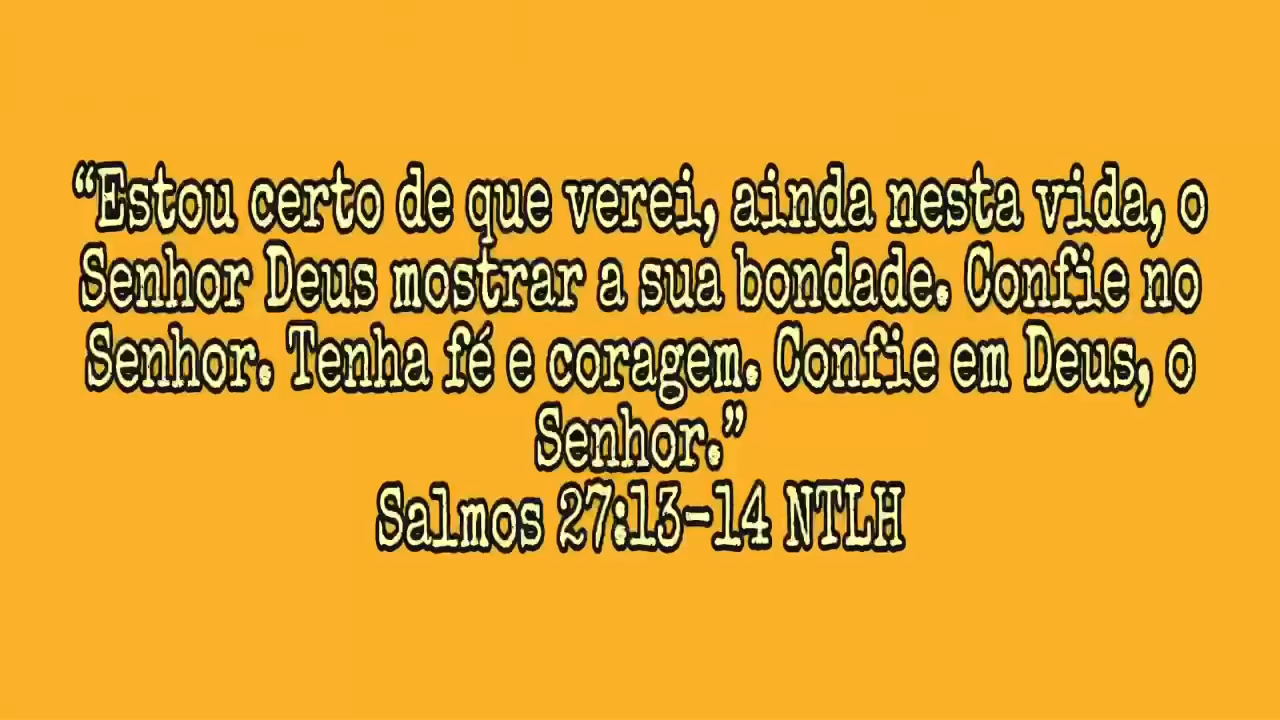 “Estou certo de que verei, ainda nesta vida, o
Senhor Deus mostrar a sua bondade. Confie no
Senhor. Tenha fé e coragem. Confie em Deus, o
Senhor.”
Salmos 27:13-14 NTLH